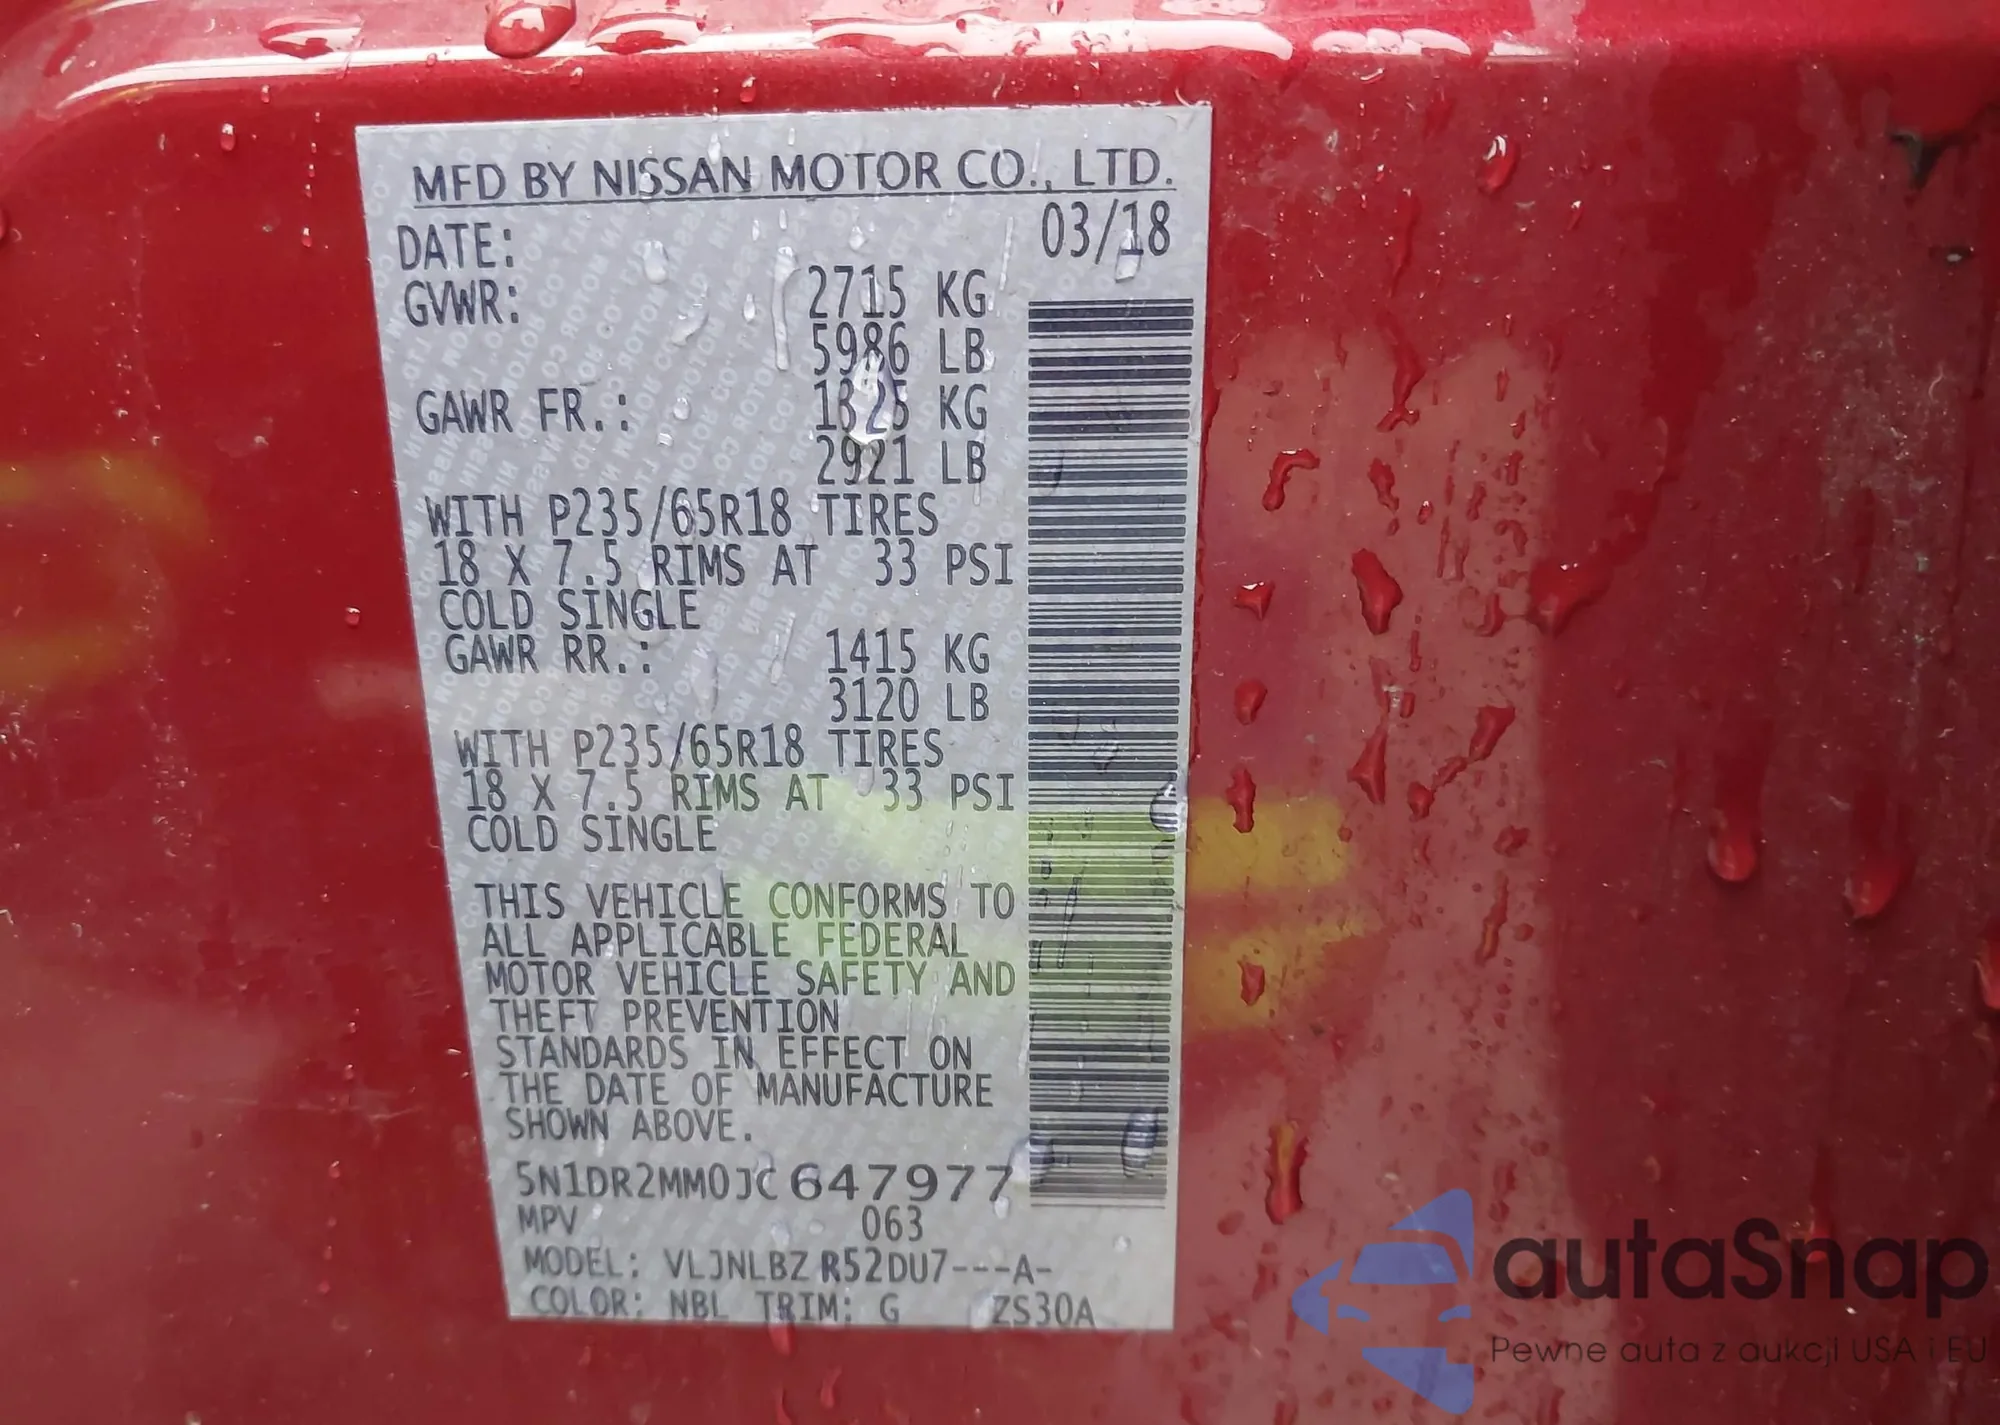 MFD BY NISSAN MOTOR CO., LTD.
DATE: 03/18
GVWR: 2715 KG
5986 LB
GAWR FR.: 1325 KG
2921 LB
WITH P235/65R18 TIRES
18 X 7.5 RIMS AT 33 PSI
COLD SINGLE
GAWR RR.: 1415 KG
3120 LB
WITH P235/65R18 TIRES
18 X 7.5 RIMS AT 33 PSI
COLD SINGLE
THIS VEHICLE CONFORMS TO
ALL APPLICABLE FEDERAL
MOTOR VEHICLE SAFETY AND
THEFT PREVENTION
STANDARDS IN EFFECT ON
THE DATE OF MANUFACTURE
SHOWN ABOVE.
5N1DR2MM0JC647977
MPV 063
MODEL: VLJNLBZ R52DU7---A-
COLOR: NBL TRIM: G ZS30A
autaSnap
Pewne auta z aukcji USA i EU